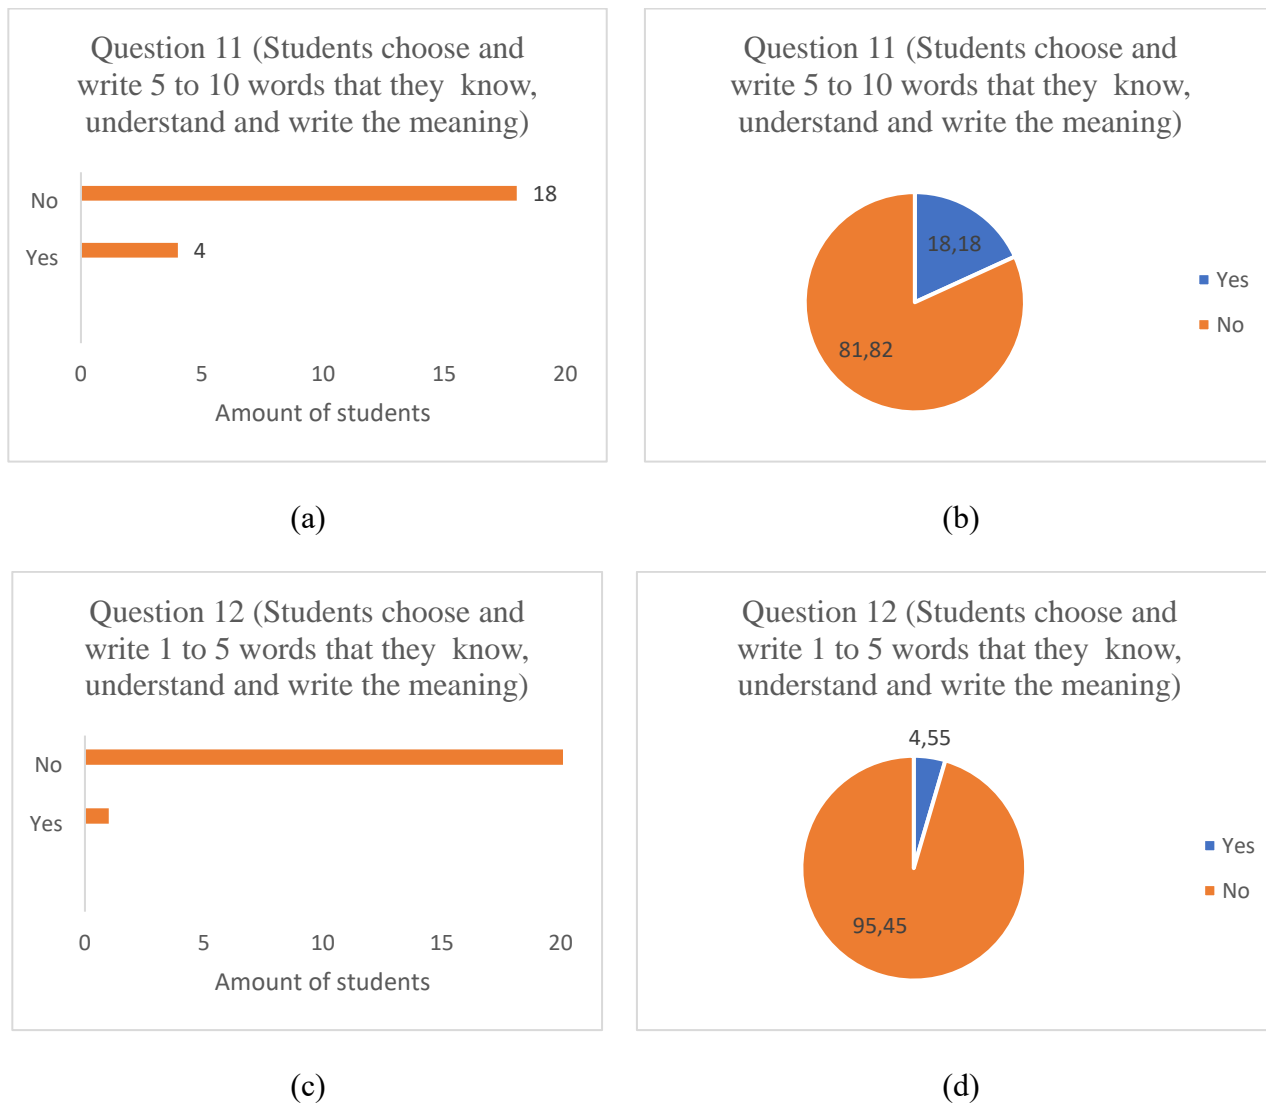 Question 11 (Students choose and
write 5 to 10 words that they  know,
understand and write the meaning)
No
18
Yes
4
0 5 10 15 20
Amount of students
(a)
Question 11 (Students choose and
write 5 to 10 words that they  know,
understand and write the meaning)
18,18
81,82
Yes
No
(b)
Question 12 (Students choose and
write 1 to 5 words that they  know,
understand and write the meaning)
No
Yes
0 5 10 15 20
Amount of students
(c)
Question 12 (Students choose and
write 1 to 5 words that they  know,
understand and write the meaning)
4,55
95,45
Yes
No
(d)